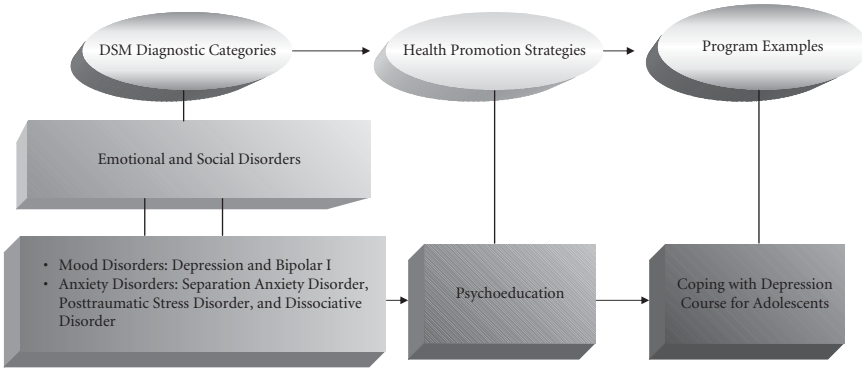 DSM Diagnostic Categories
Health Promotion Strategies
Program Examples
Emotional and Social Disorders
• Mood Disorders: Depression and Bipolar I
• Anxiety Disorders: Separation Anxiety Disorder,
Posttraumatic Stress Disorder, and Dissociative
Disorder
Psychoeducation
Coping with Depression
Course for Adolescents